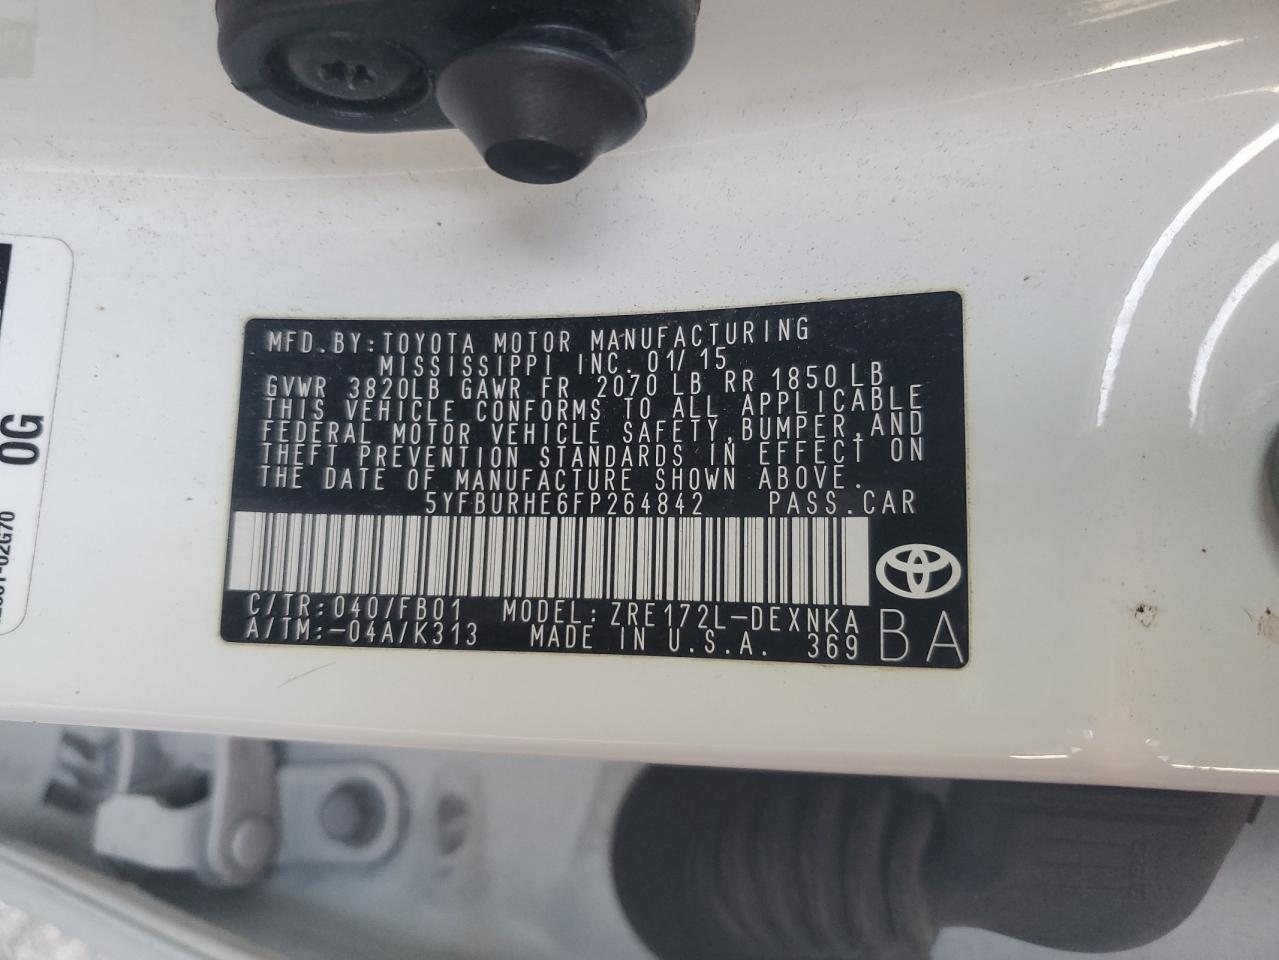 MFD.BY:TOYOTA MOTOR MANUFACTURING
MISSISSIPPI INC. 01/15
GVWR 3820LB GAWR FR 2070 LB RR 1850 LB
THIS VEHICLE CONFORMS TO ALL APPLICABLE
FEDERAL MOTOR VEHICLE SAFETY,BUMPER,AND
THEFT PREVENTION STANDARDS IN EFFECT ON
THE DATE OF MANUFACTURE SHOWN ABOVE.
5YFBURHE6FP264842 PASS.CAR
C/TR:040/FB01 MODEL:ZRE172L-DEXNKA
A/TM:-04A/K313 MADE IN U.S.A. 369
BA
0G